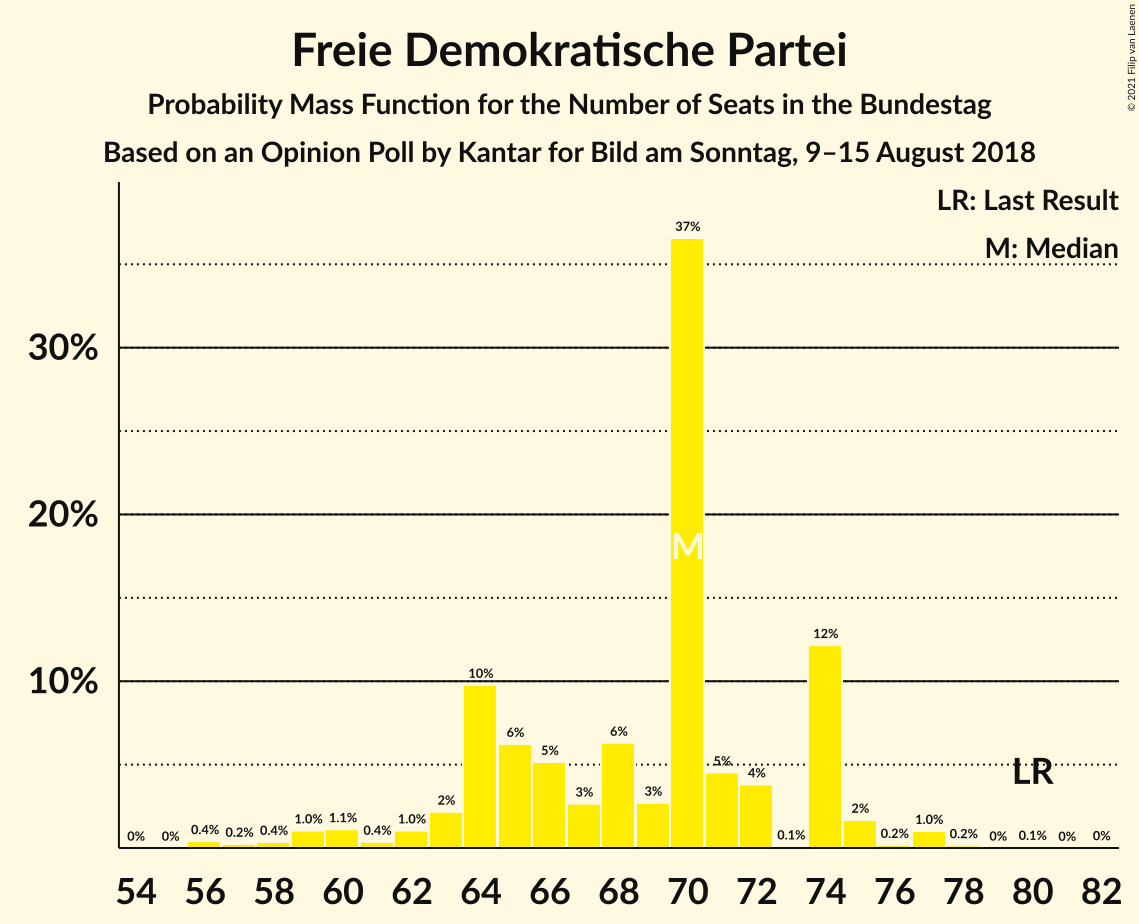 Freie Demokratische Partei
Probability Mass Function for the Number of Seats in the Bundestag
Based on an Opinion Poll by Kantar for Bild am Sonntag, 9–15 August 2018
© 2021 Filip van Laenen
LR: Last Result
M: Median
30%
20%
10%
0% 0% 0.4% 0.2% 0.4% 1.0% 1.1% 0.4% 1.0% 2% 10% 6% 5% 3% 6% 3% 37% 5% 4% 0.1% 12% 2% 0.2% 1.0% 0.2% 0% 0.1% 0% 0%
M
LR
54 56 58 60 62 64 66 68 70 72 74 76 78 80 82